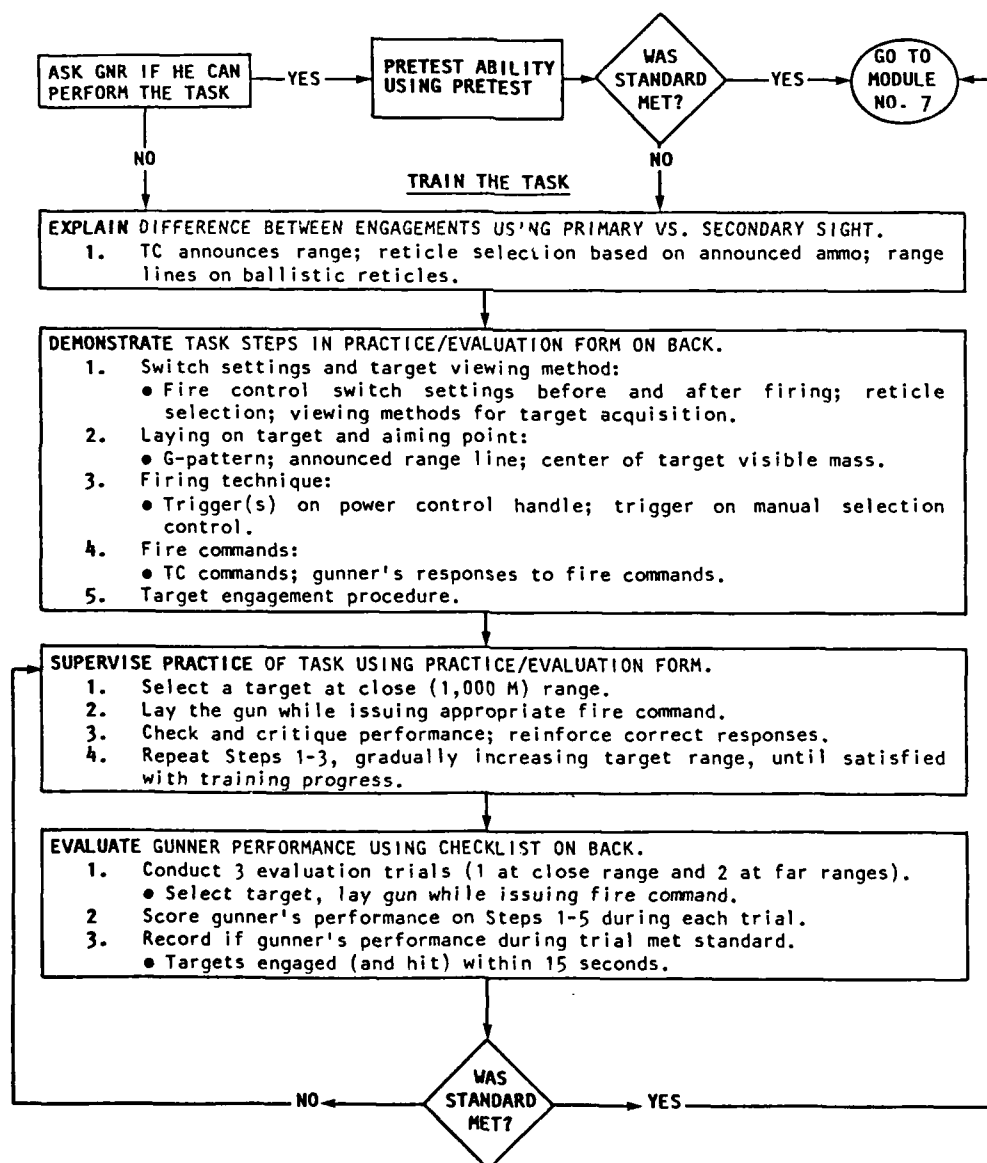 ASK GNR IF HE CAN
PERFORM THE TASK
YES
PRETEST ABILITY
USING PRETEST
WAS
STANDARD
MET?
YES
GO TO
MODULE
NO. 7
NO
NO
TRAIN THE TASK
EXPLAIN DIFFERENCE BETWEEN ENGAGEMENTS US'NG PRIMARY VS. SECONDARY SIGHT.
1. TC announces range; reticle selection based on announced ammo; range
lines on ballistic reticles.
DEMONSTRATE TASK STEPS IN PRACTICE/EVALUATION FORM ON BACK.
1. Switch settings and target viewing method:
• Fire control switch settings before and after firing; reticle
selection; viewing methods for target acquisition.
2. Laying on target and aiming point:
• G-pattern; announced range line; center of target visible mass.
3. Firing technique:
• Trigger(s) on power control handle; trigger on manual selection
control.
4. Fire commands:
• TC commands; gunner's responses to fire commands.
5. Target engagement procedure.
SUPERVISE PRACTICE OF TASK USING PRACTICE/EVALUATION FORM.
1. Select a target at close (1,000 M) range.
2. Lay the gun while issuing appropriate fire command.
3. Check and critique performance; reinforce correct responses.
4. Repeat Steps 1-3, gradually increasing target range, until satisfied
with training progress.
EVALUATE GUNNER PERFORMANCE USING CHECKLIST ON BACK.
1. Conduct 3 evaluation trials (1 at close range and 2 at far ranges).
• Select target, lay gun while issuing fire command.
2 Score gunner's performance on Steps 1-5 during each trial.
3. Record if gunner's performance during trial met standard.
• Targets engaged (and hit) within 15 seconds.
WAS
STANDARD
MET?
NO
YES